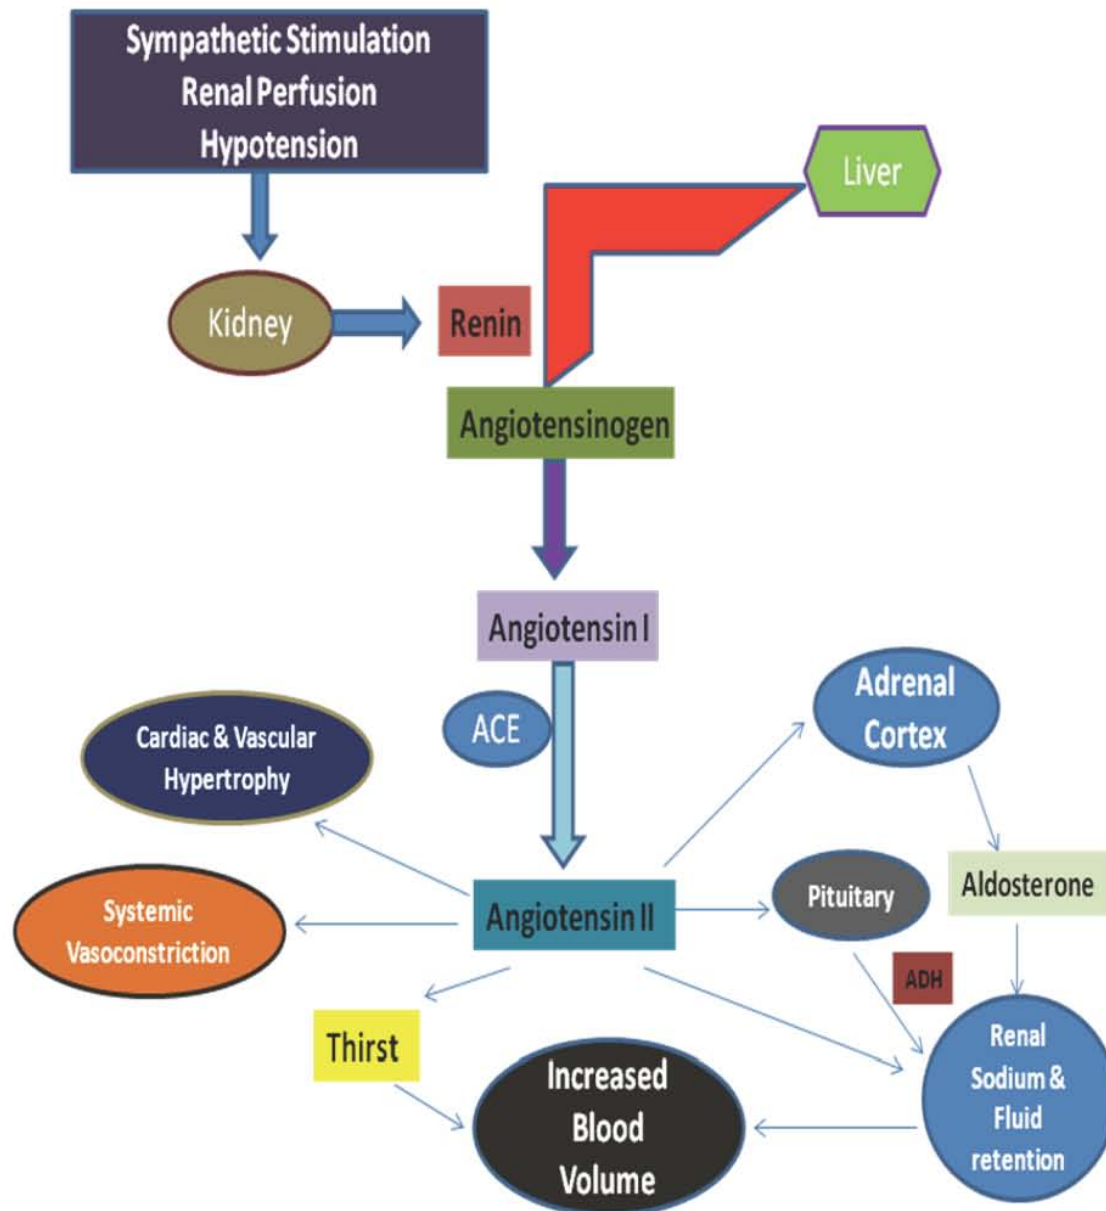 Sympathetic Stimulation
Renal Perfusion
Hypotension
Liver
Kidney
Renin
Angiotensinogen
Angiotensin I
ACE
Adrenal
Cortex
Cardiac & Vascular
Hypertrophy
Systemic
Vasoconstriction
Angiotensin II
Pituitary
Aldosterone
ADH
Thirst
Increased
Blood
Volume
Renal
Sodium &
Fluid
retention